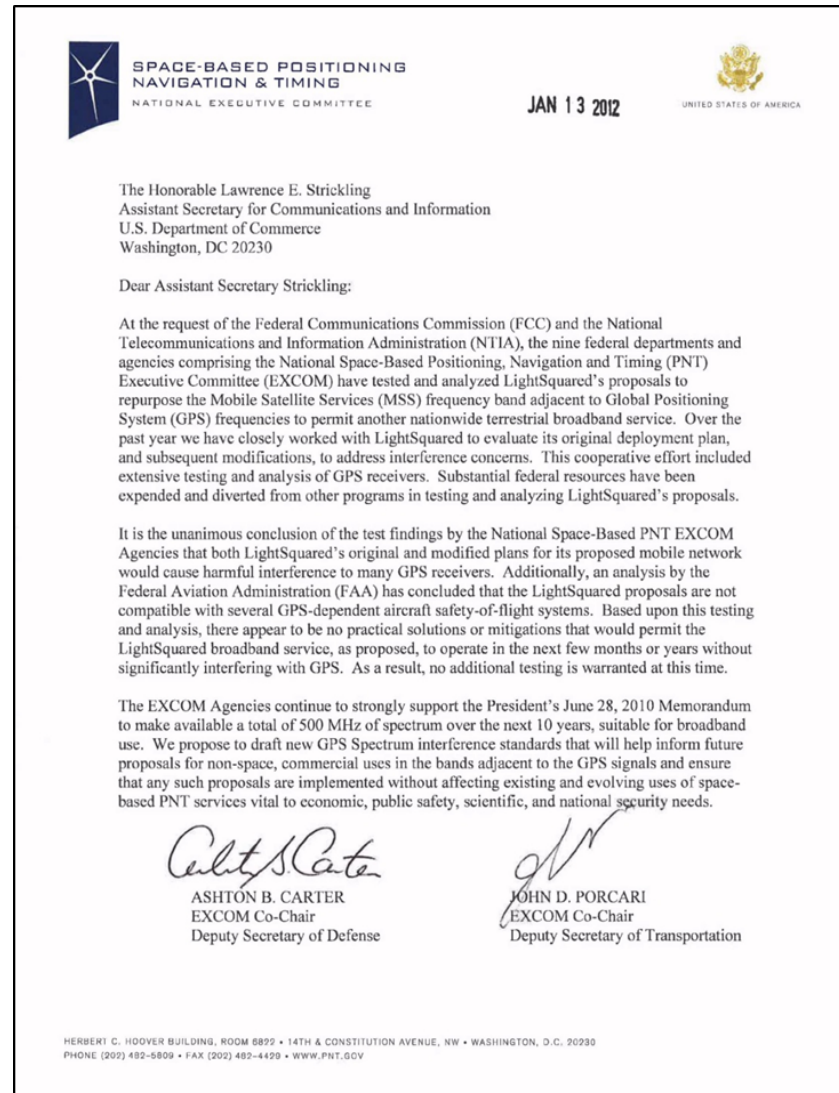 SPACE-BASED POSITIONING
NAVIGATION & TIMING
NATIONAL EXECUTIVE COMMITTEE
JAN 13 2012
UNITED STATES OF AMERICA
The Honorable Lawrence E. Strickling
Assistant Secretary for Communications and Information
U.S. Department of Commerce
Washington, DC 20230
Dear Assistant Secretary Strickling:
At the request of the Federal Communications Commission (FCC) and the National
Telecommunications and Information Administration (NTIA), the nine federal departments and
agencies comprising the National Space-Based Positioning, Navigation and Timing (PNT)
Executive Committee (EXCOM) have tested and analyzed LightSquared's proposals to
repurpose the Mobile Satellite Services (MSS) frequency band adjacent to Global Positioning
System (GPS) frequencies to permit another nationwide terrestrial broadband service. Over the
past year we have closely worked with LightSquared to evaluate its original deployment plan,
and subsequent modifications, to address interference concerns. This cooperative effort included
extensive testing and analysis of GPS receivers. Substantial federal resources have been
expended and diverted from other programs in testing and analyzing LightSquared's proposals.
It is the unanimous conclusion of the test findings by the National Space-Based PNT EXCOM
Agencies that both LightSquared's original and modified plans for its proposed mobile network
would cause harmful interference to many GPS receivers. Additionally, an analysis by the
Federal Aviation Administration (FAA) has concluded that the LightSquared proposals are not
compatible with several GPS-dependent aircraft safety-of-flight systems. Based upon this testing
and analysis, there appear to be no practical solutions or mitigations that would permit the
LightSquared broadband service, as proposed, to operate in the next few months or years without
significantly interfering with GPS. As a result, no additional testing is warranted at this time.
The EXCOM Agencies continue to strongly support the President's June 28, 2010 Memorandum
to make available a total of 500 MHz of spectrum over the next 10 years, suitable for broadband
use. We propose to draft new GPS Spectrum interference standards that will help inform future
proposals for non-space, commercial uses in the bands adjacent to the GPS signals and ensure
that any such proposals are implemented without affecting existing and evolving uses of space-
based PNT services vital to economic, public safety, scientific, and national security needs.
ASHTON B. CARTER
EXCOM Co-Chair
Deputy Secretary of Defense
JOHN D. PORCARI
EXCOM Co-Chair
Deputy Secretary of Transportation
HERBERT C. HOOVER BUILDING, ROOM 6822 • 14TH & CONSTITUTION AVENUE, NW • WASHINGTON, D.C. 20230
PHONE (202) 482-5809 • FAX (202) 482-4429 • WWW.PNT.GOV